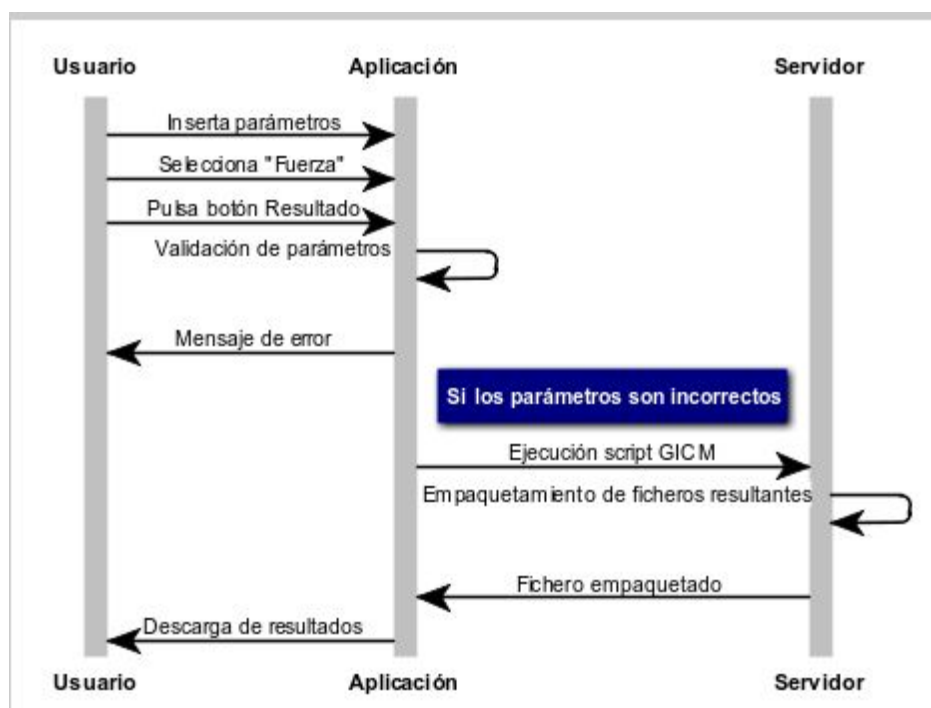 Usuario Aplicación Servidor
Inserta parámetros
Selecciona "Fuerza"
Pulsa botón Resultado
Validación de parámetros
Mensaje de error
Si los parámetros son incorrectos
Ejecución script GICM
Empaquetamiento de ficheros resultantes
Fichero empaquetado
Descarga de resultados
Usuario Aplicación Servidor